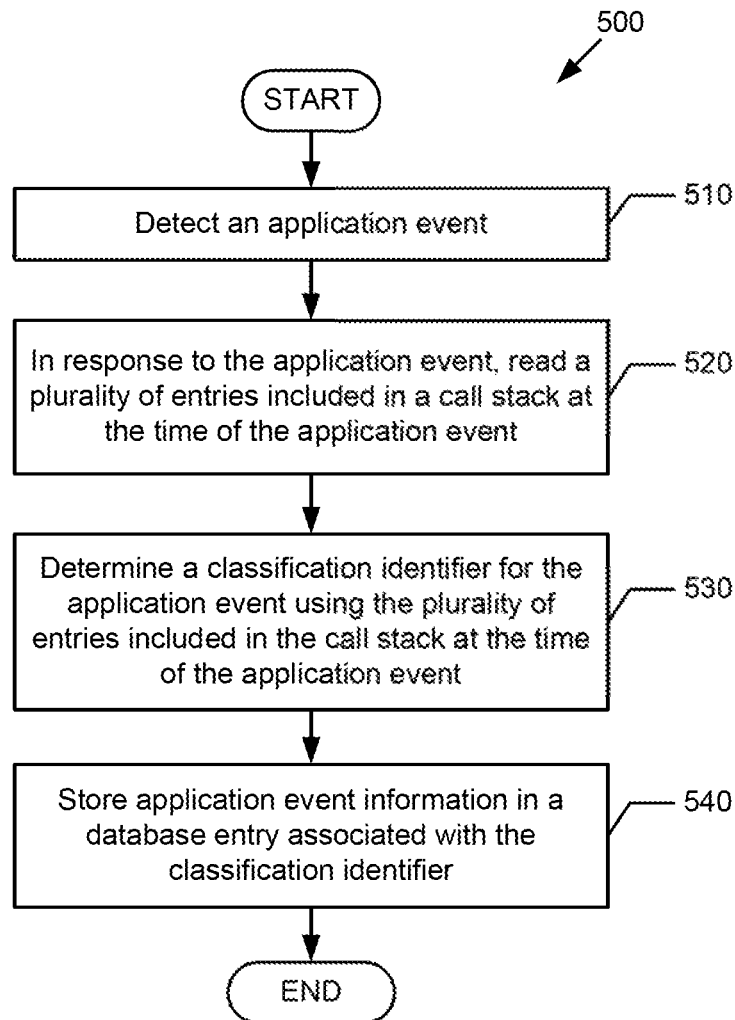 500
START
Detect an application event
510
In response to the application event, read a
plurality of entries included in a call stack at
the time of the application event
520
Determine a classification identifier for the
application event using the plurality of
entries included in the call stack at the time
of the application event
530
Store application event information in a
database entry associated with the
classification identifier
540
END